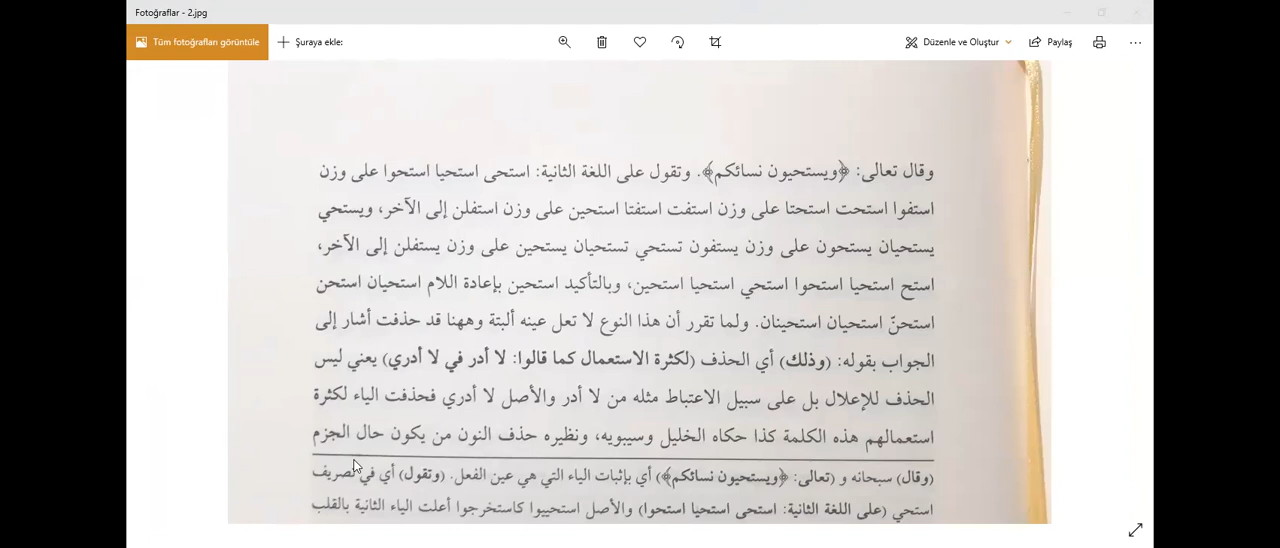 Fotoğraflar - 2.jpg
Tüm fotoğrafları görüntüle
Şuraya ekle:
Düzenle ve Oluştur
Paylaş
وقال تعالى: ﴿ويستحيون نسائكم﴾. وتقول على اللغة الثانية: استحى استحيا استحوا على وزن
استفوا استحت استحتا على وزن استفت استفتا استحين على وزن استفلن إلى الآخر، ويستحي
يستحيان يستحون على وزن يستفون تستحي تستحيان يستحين على وزن يستفلن إلى الآخر،
استح استحيا استحوا استحي استحيا استحين، وبالتأكيد استحين بإعادة اللام استحيان استحن
استحنّ استحيان استحينان. ولما تقرر أن هذا النوع لا تعل عينه ألبتة وههنا قد حذفت أشار إلى
الجواب بقوله: (وذلك) أي الحذف (لكثرة الاستعمال كما قالوا: لا أدر في لا أدري) يعني ليس
الحذف للإعلال بل على سبيل الاعتباط مثله من لا أدر والأصل لا أدري فحذفت الياء لكثرة
استعمالهم هذه الكلمة كذا حكاه الخليل وسيبويه، ونظيره حذف النون من يكون حال الجزم
(وقال) سبحانه و (تعالى: ﴿ويستحيون نسائكم﴾) أي بإثبات الياء التي هي عين الفعل. (وتقول) أي في تصريف
استحي (على اللغة الثانية: استحى استحيا استحوا) والأصل استحييوا كاستخرجوا أعلت الياء الثانية بالقلب